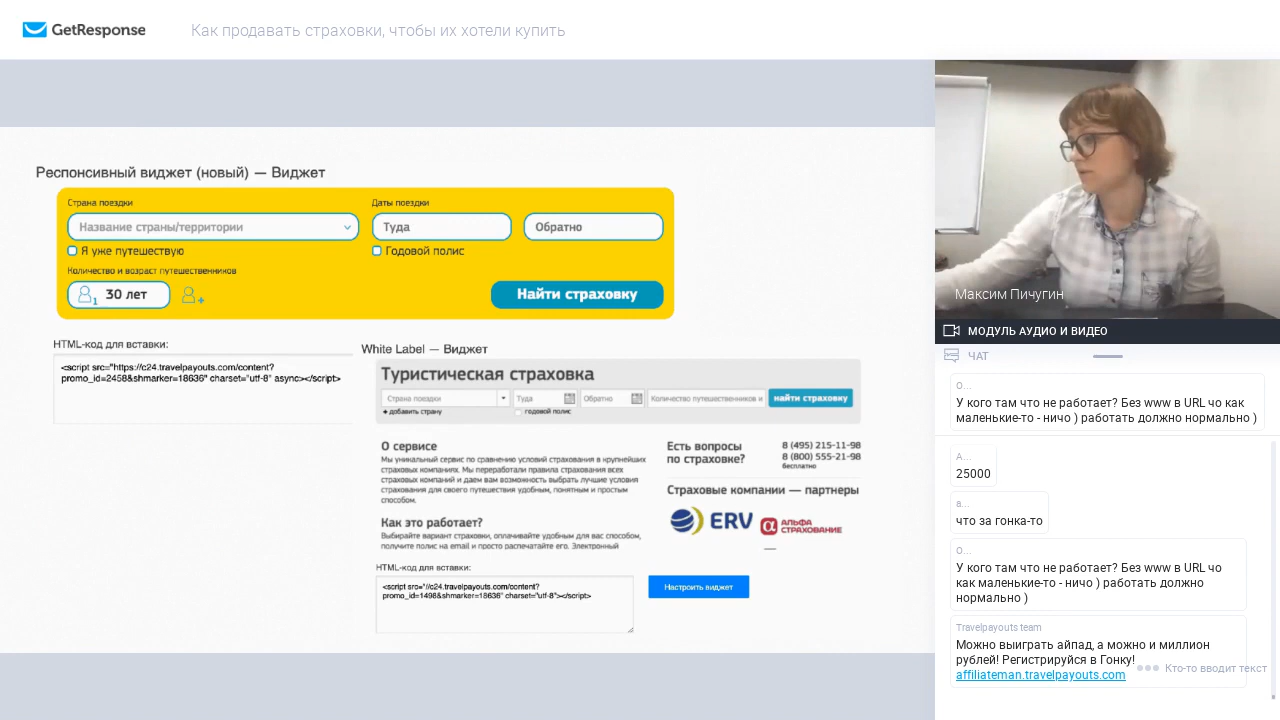 GetResponse
Как продавать страховки, чтобы их хотели купить
Респонсивный виджет (новый) — Виджет
Страна поездки
Даты поездки
Название страны/территории
Туда
Обратно
Я уже путешествую
Годовой полис
Количество и возраст путешественников
1
30 лет
+
Найти страховку
HTML-код для вставки:
<script src="https://c24.travelpayouts.com/content?
promo_id=2458&shmarker=18636" charset="utf-8" async></script>
White Label — Виджет
Туристическая страховка
Страна поездки
Туда
Обратно
Количество путешественников и
найти страховку
+ добавить страну
годовой полис
О сервисе
Мы уникальный сервис по сравнению условий страхования в крупнейших
страховых компаниях. Мы переработали правила страхования всех
страховых компаний и даем вам возможность выбрать лучшие условия
страхования для своего путешествия удобным, понятным и простым
способом.
Как это работает?
Выбирайте вариант страховки, оплачивайте удобным для вас способом,
получите полис на email и просто распечатайте его. Электронный
Есть вопросы
по страховке?
8 (495) 215-11-98
8 (800) 555-21-98
бесплатно
Страховые компании — партнеры
ERV
АЛЬФА
СТРАХОВАНИЕ
HTML-код для вставки:
<script src="//c24.travelpayouts.com/content?
promo_id=1498&shmarker=18636" charset="utf-8"></script>
Настроить виджет
Максим Пичугин
МОДУЛЬ АУДИО И ВИДЕО
ЧАТ
О...
У кого там что не работает? Без www в URL чо как
маленькие-то - ничо ) работать должно нормально )
А...
25000
а...
что за гонка-то
О...
У кого там что не работает? Без www в URL чо
как маленькие-то - ничо ) работать должно
нормально )
Travelpayouts team
Можно выиграть айпад, а можно и миллион
рублей! Регистрируйся в Гонку!
affiliateman.travelpayouts.com
Кто-то вводит текст